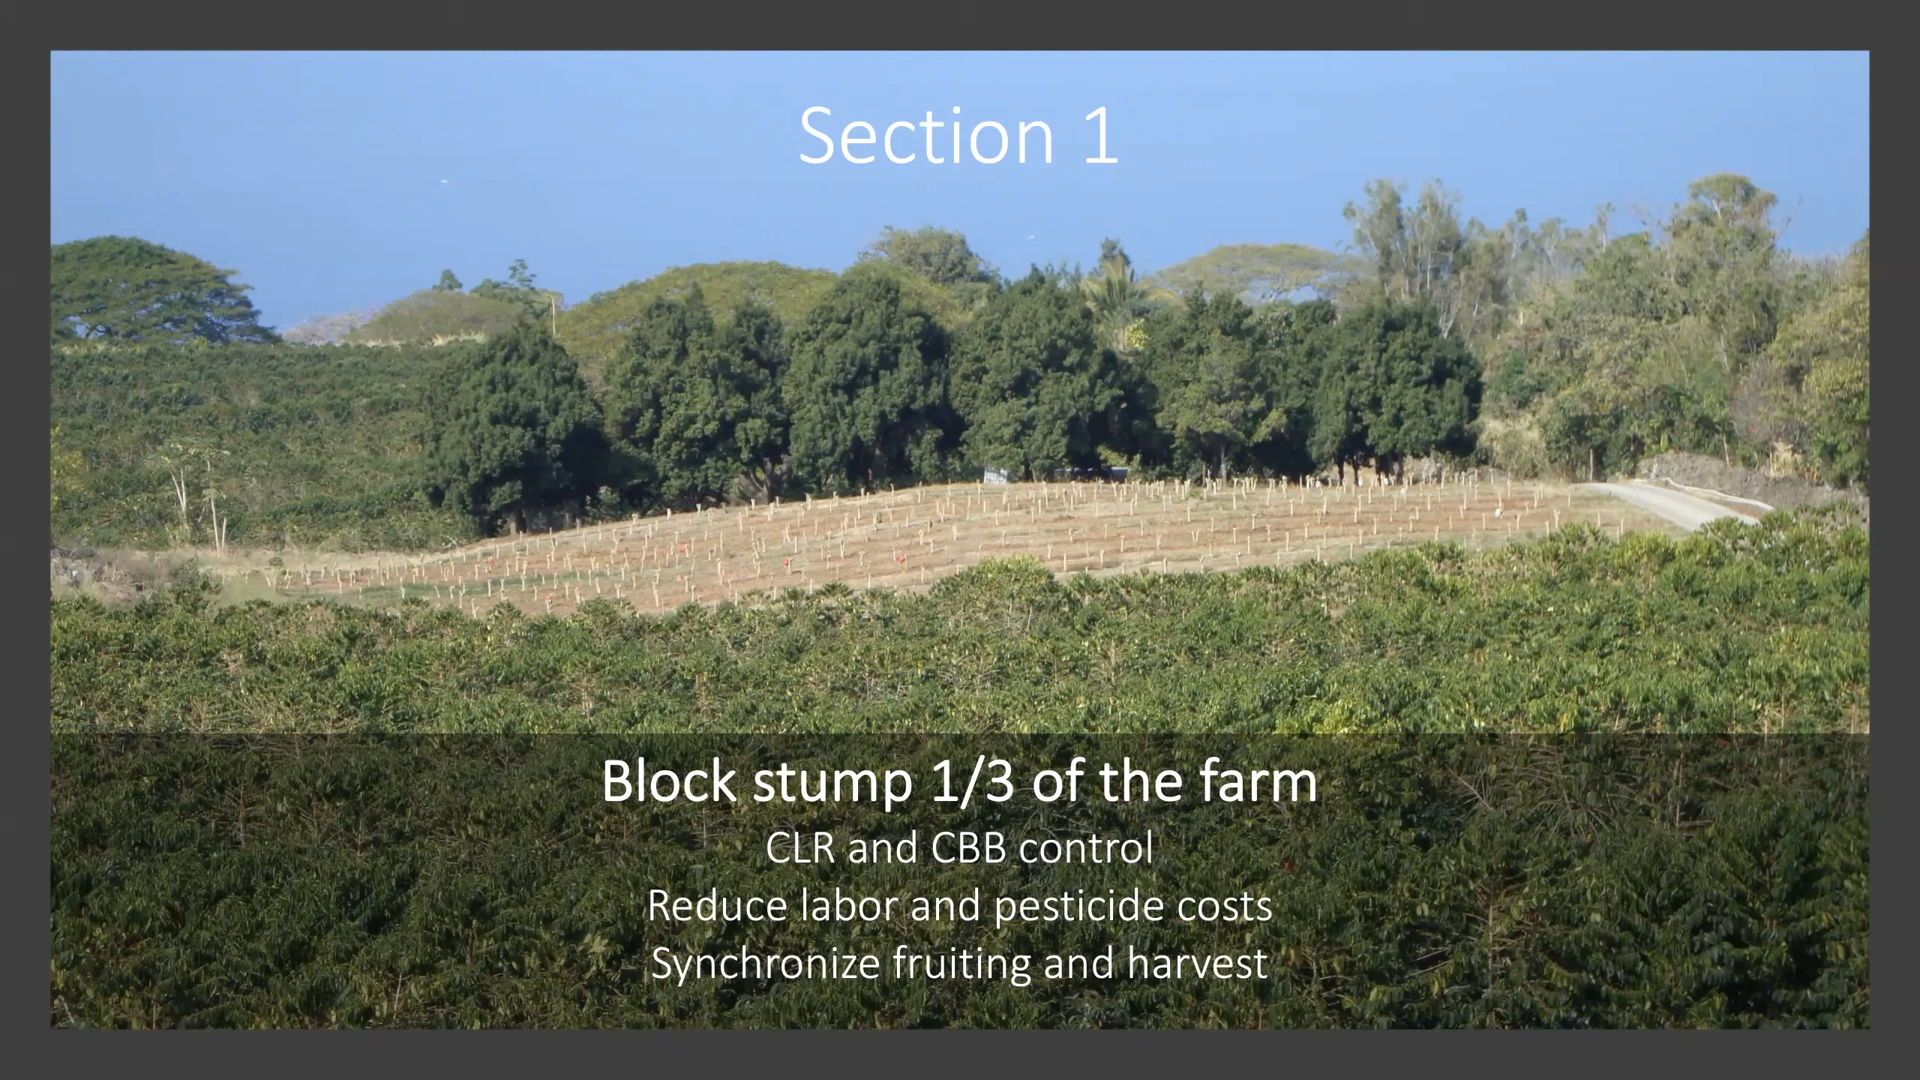 Section 1
Block stump 1/3 of the farm
CLR and CBB control
Reduce labor and pesticide costs
Synchronize fruiting and harvest